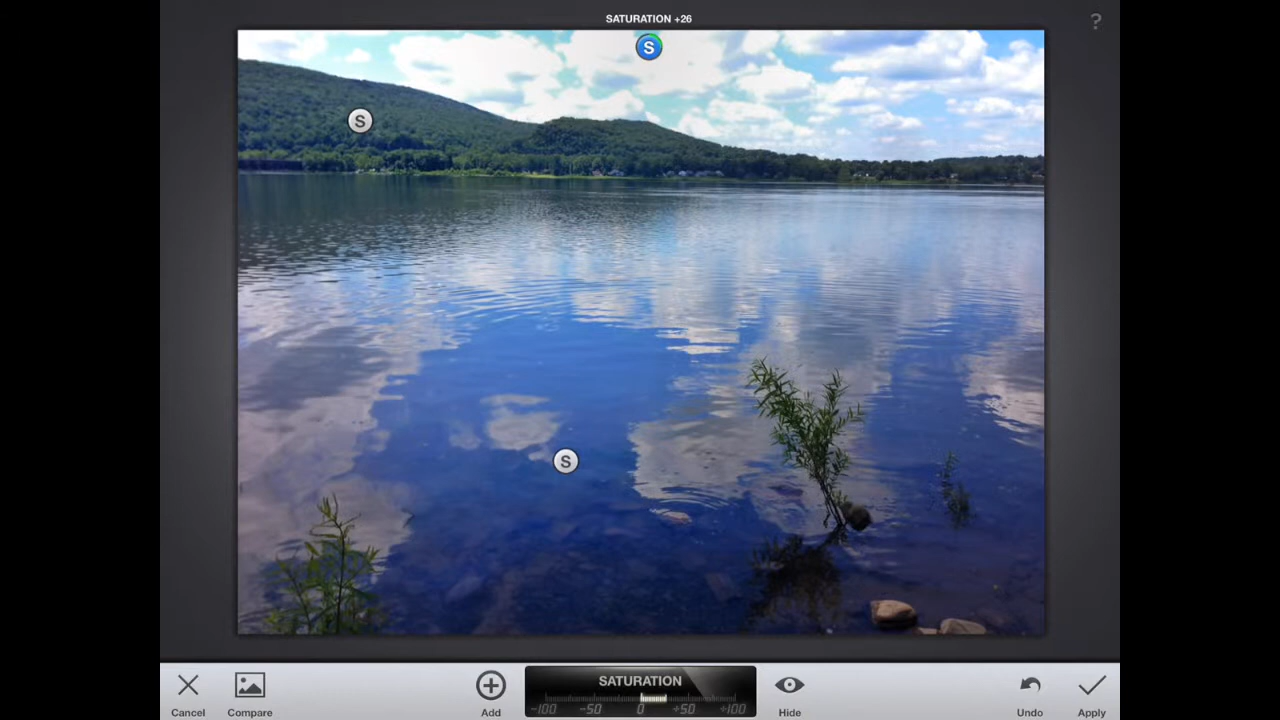 SATURATION +26
?
S
S
S
SATURATION
-100 -50 0 +50 +100
Cancel Compare Add Hide Undo Apply